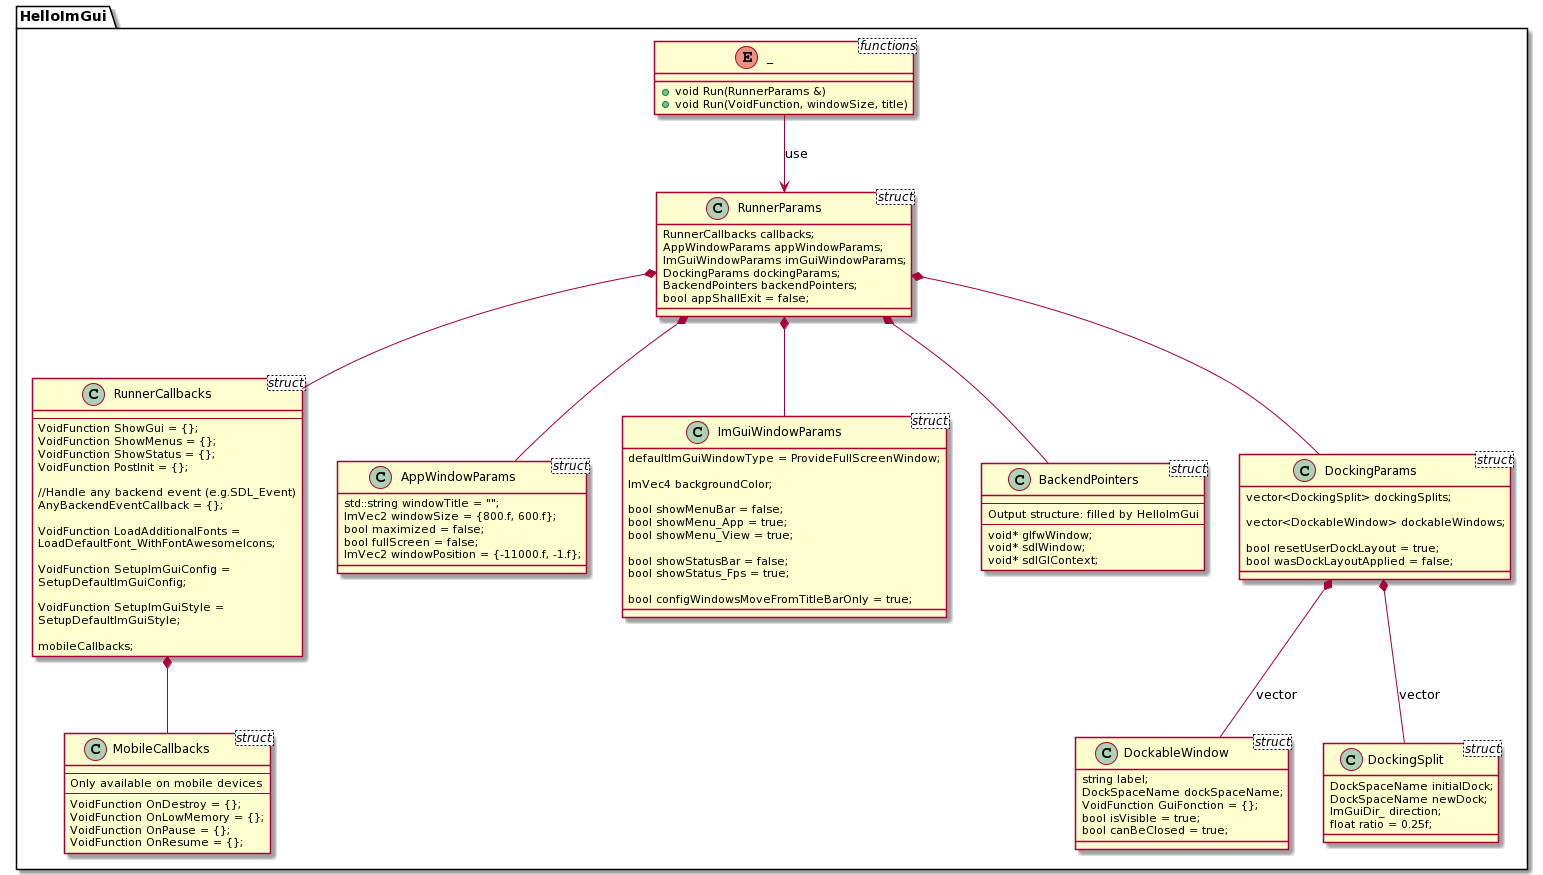 HelloImGui
functions
E _
void Run(RunnerParams &)
void Run(VoidFunction, windowSize, title)
use
struct
C RunnerParams
RunnerCallbacks callbacks;
AppWindowParams appWindowParams;
ImGuiWindowParams imGuiWindowParams;
DockingParams dockingParams;
BackendPointers backendPointers;
bool appShallExit = false;
struct
C RunnerCallbacks
VoidFunction ShowGui = {};
VoidFunction ShowMenus = {};
VoidFunction ShowStatus = {};
VoidFunction PostInit = {};
//Handle any backend event (e.g.SDL_Event)
AnyBackendEventCallback = {};
VoidFunction LoadAdditionalFonts =
LoadDefaultFont_WithFontAwesomeIcons;
VoidFunction SetupImGuiConfig =
SetupDefaultImGuiConfig;
VoidFunction SetupImGuiStyle =
SetupDefaultImGuiStyle;
mobileCallbacks;
struct
C AppWindowParams
std::string windowTitle = "";
ImVec2 windowSize = {800.f, 600.f};
bool maximized = false;
bool fullScreen = false;
ImVec2 windowPosition = {-11000.f, -1.f};
struct
C ImGuiWindowParams
defaultImGuiWindowType = ProvideFullScreenWindow;
ImVec4 backgroundColor;
bool showMenuBar = false;
bool showMenu_App = true;
bool showMenu_View = true;
bool showStatusBar = false;
bool showStatus_Fps = true;
bool configWindowsMoveFromTitleBarOnly = true;
struct
C BackendPointers
Output structure: filled by HelloImGui
void* glfwWindow;
void* sdlWindow;
void* sdlGlContext;
struct
C DockingParams
vector<DockingSplit> dockingSplits;
vector<DockableWindow> dockableWindows;
bool resetUserDockLayout = true;
bool wasDockLayoutApplied = false;
vector
vector
struct
C MobileCallbacks
Only available on mobile devices
VoidFunction OnDestroy = {};
VoidFunction OnLowMemory = {};
VoidFunction OnPause = {};
VoidFunction OnResume = {};
struct
C DockableWindow
string label;
DockSpaceName dockSpaceName;
VoidFunction GuiFonction = {};
bool isVisible = true;
bool canBeClosed = true;
struct
C DockingSplit
DockSpaceName initialDock;
DockSpaceName newDock;
ImGuiDir_ direction;
float ratio = 0.25f;